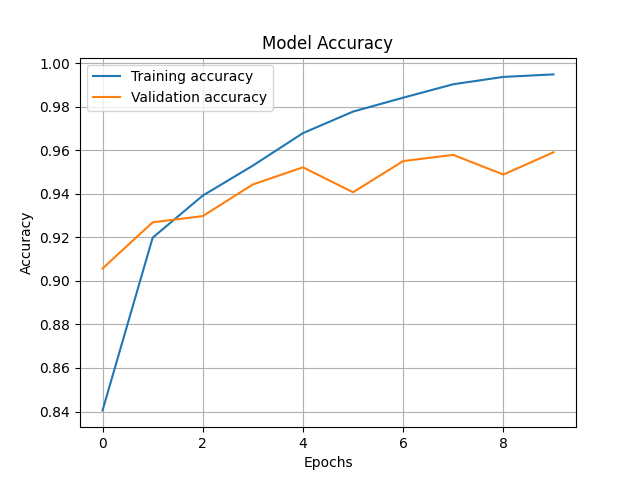 Model Accuracy
Training accuracy
Validation accuracy
1.00
0.98
0.96
0.94
0.92
0.90
0.88
0.86
0.84
Accuracy
0 2 4 6 8
Epochs